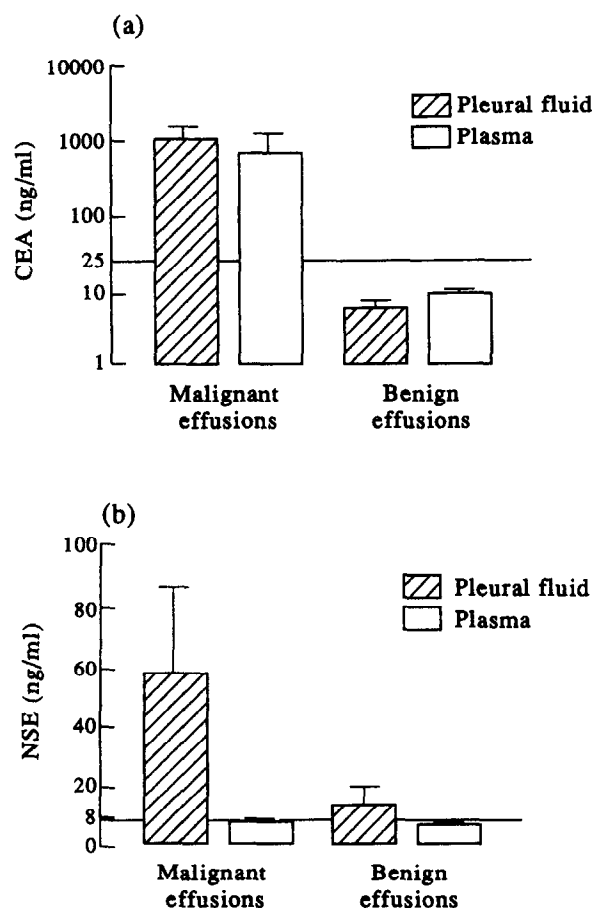 (a)
CEA (ng/ml)
10000
1000
100
25
10
1
Pleural fluid
Plasma
Malignant effusions
Benign effusions
(b)
NSE (ng/ml)
100
80
60
40
20
8
0
Pleural fluid
Plasma
Malignant effusions
Benign effusions